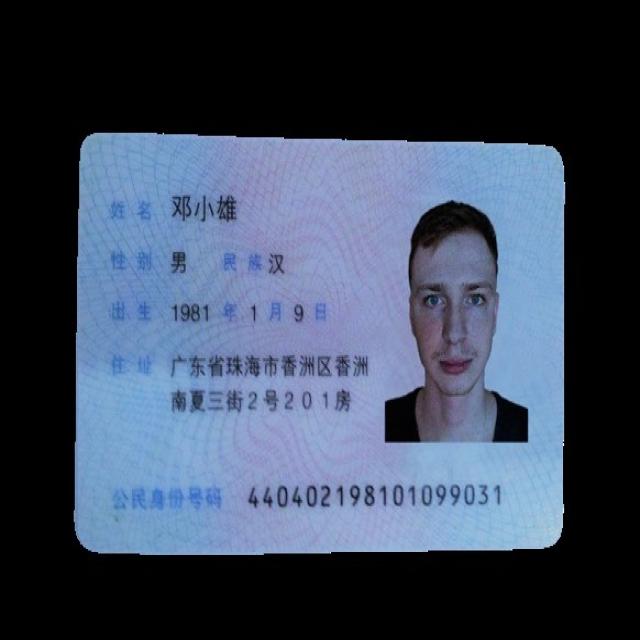 姓名 邓小雄
性别 男 民族 汉
出生 1981 年 1 月 9 日
住址 广东省珠海市香洲区香洲
南夏三街2号201房
公民身份号码 440402198101099031